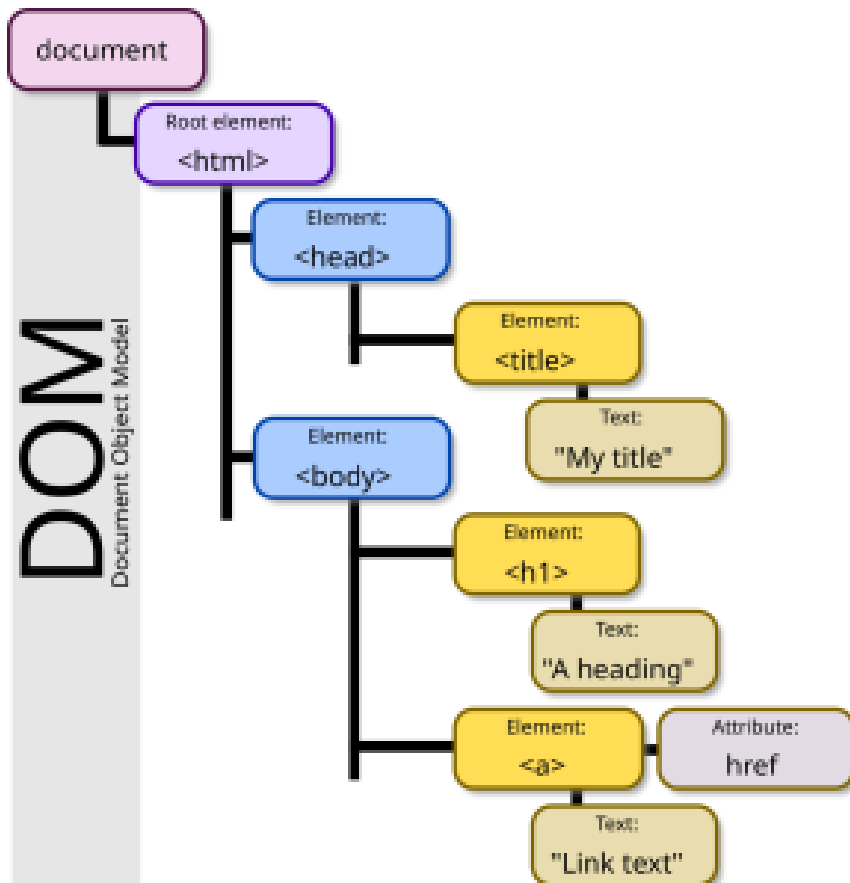 document
Root element:
<html>
Element:
<head>
Element:
<title>
Text:
"My title"
Element:
<body>
Element:
<h1>
Text:
"A heading"
Element:
<a>
Attribute:
href
Text:
"Link text"
DOM
Document Object Model